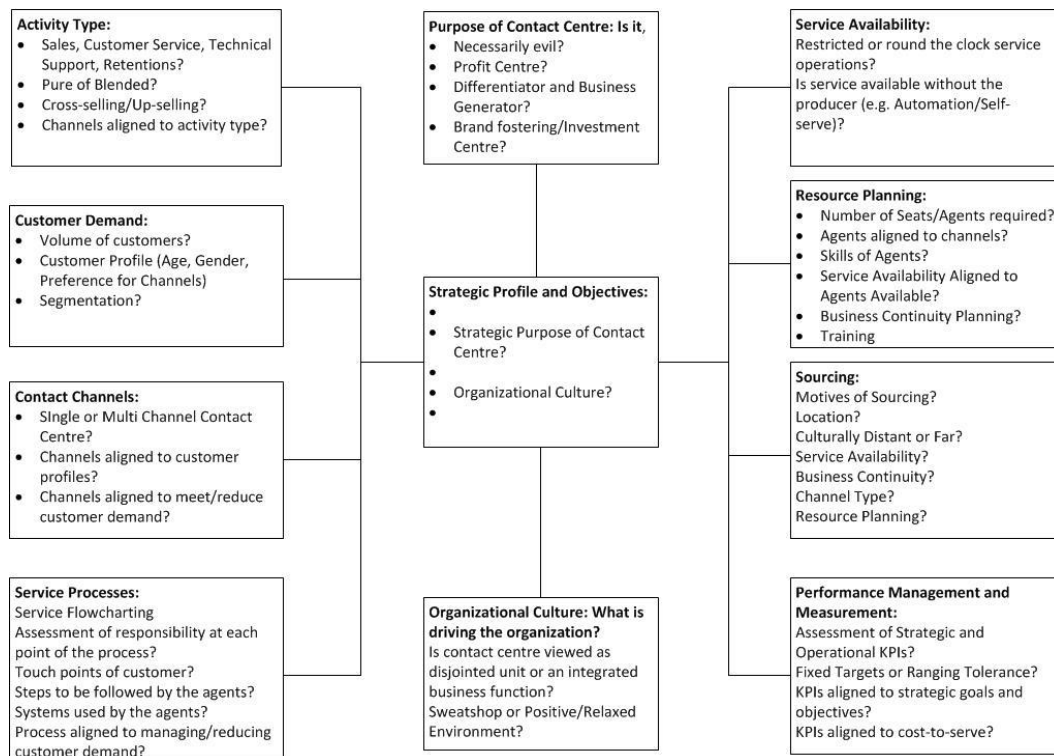 Activity Type:
• Sales, Customer Service, Technical
Support, Retentions?
• Pure of Blended?
• Cross-selling/Up-selling?
• Channels aligned to activity type?
Purpose of Contact Centre: Is it,
• Necessarily evil?
• Profit Centre?
• Differentiator and Business
Generator?
• Brand fostering/Investment
Centre?
Service Availability:
Restricted or round the clock service
operations?
Is service available without the
producer (e.g. Automation/Self-
serve)?
Customer Demand:
• Volume of customers?
• Customer Profile (Age, Gender,
Preference for Channels)
• Segmentation?
Strategic Profile and Objectives:
•
• Strategic Purpose of Contact
Centre?
•
• Organizational Culture?
•
Resource Planning:
• Number of Seats/Agents required?
• Agents aligned to channels?
• Skills of Agents?
• Service Availability Aligned to
Agents Available?
• Business Continuity Planning?
• Training
Contact Channels:
• SIngle or Multi Channel Contact
Centre?
• Channels aligned to customer
profiles?
• Channels aligned to meet/reduce
customer demand?
Sourcing:
Motives of Sourcing?
Location?
Culturally Distant or Far?
Service Availability?
Business Continuity?
Channel Type?
Resource Planning?
Service Processes:
Service Flowcharting
Assessment of responsibility at each
point of the process?
Touch points of customer?
Steps to be followed by the agents?
Systems used by the agents?
Process aligned to managing/reducing
customer demand?
Organizational Culture: What is
driving the organization?
Is contact centre viewed as
disjointed unit or an integrated
business function?
Sweatshop or Positive/Relaxed
Environment?
Performance Management and
Measurement:
Assessment of Strategic and
Operational KPIs?
Fixed Targets or Ranging Tolerance?
KPIs aligned to strategic goals and
objectives?
KPIs aligned to cost-to-serve?